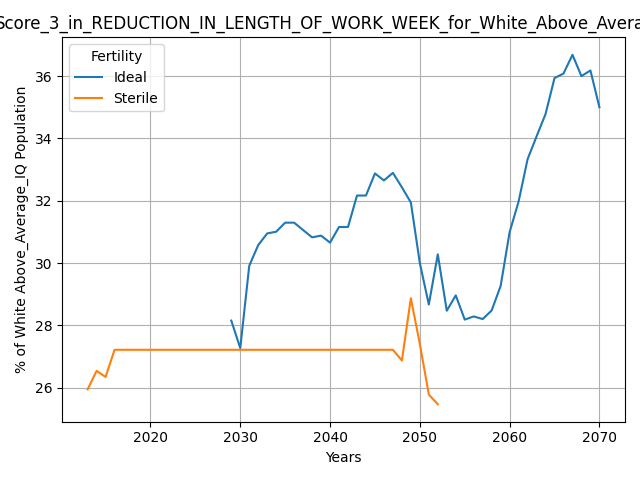 Score_3_in_REDUCTION_IN_LENGTH_OF_WORK_WEEK_for_White_Above_Avera
Fertility
Ideal
Sterile
% of White Above_Average_IQ Population
36
34
32
30
28
26
2020 2030 2040 2050 2060 2070
Years